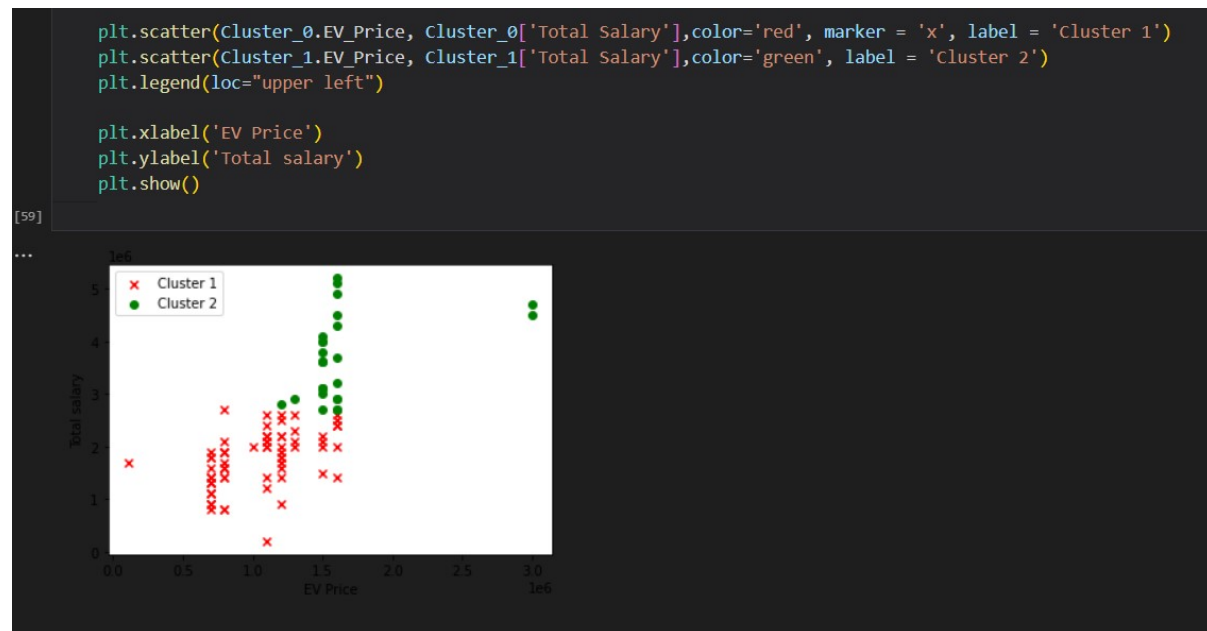 plt.scatter(Cluster_0.EV_Price, Cluster_0['Total Salary'],color='red', marker = 'x', label = 'Cluster 1')
plt.scatter(Cluster_1.EV_Price, Cluster_1['Total Salary'],color='green', label = 'Cluster 2')
plt.legend(loc="upper left")
plt.xlabel('EV Price')
plt.ylabel('Total salary')
plt.show()
[59]
...
1e6
Cluster 1
Cluster 2
5
4
3
2
1
0
Total salary
0.0 0.5 1.0 1.5 2.0 2.5 3.0
EV Price
1e6